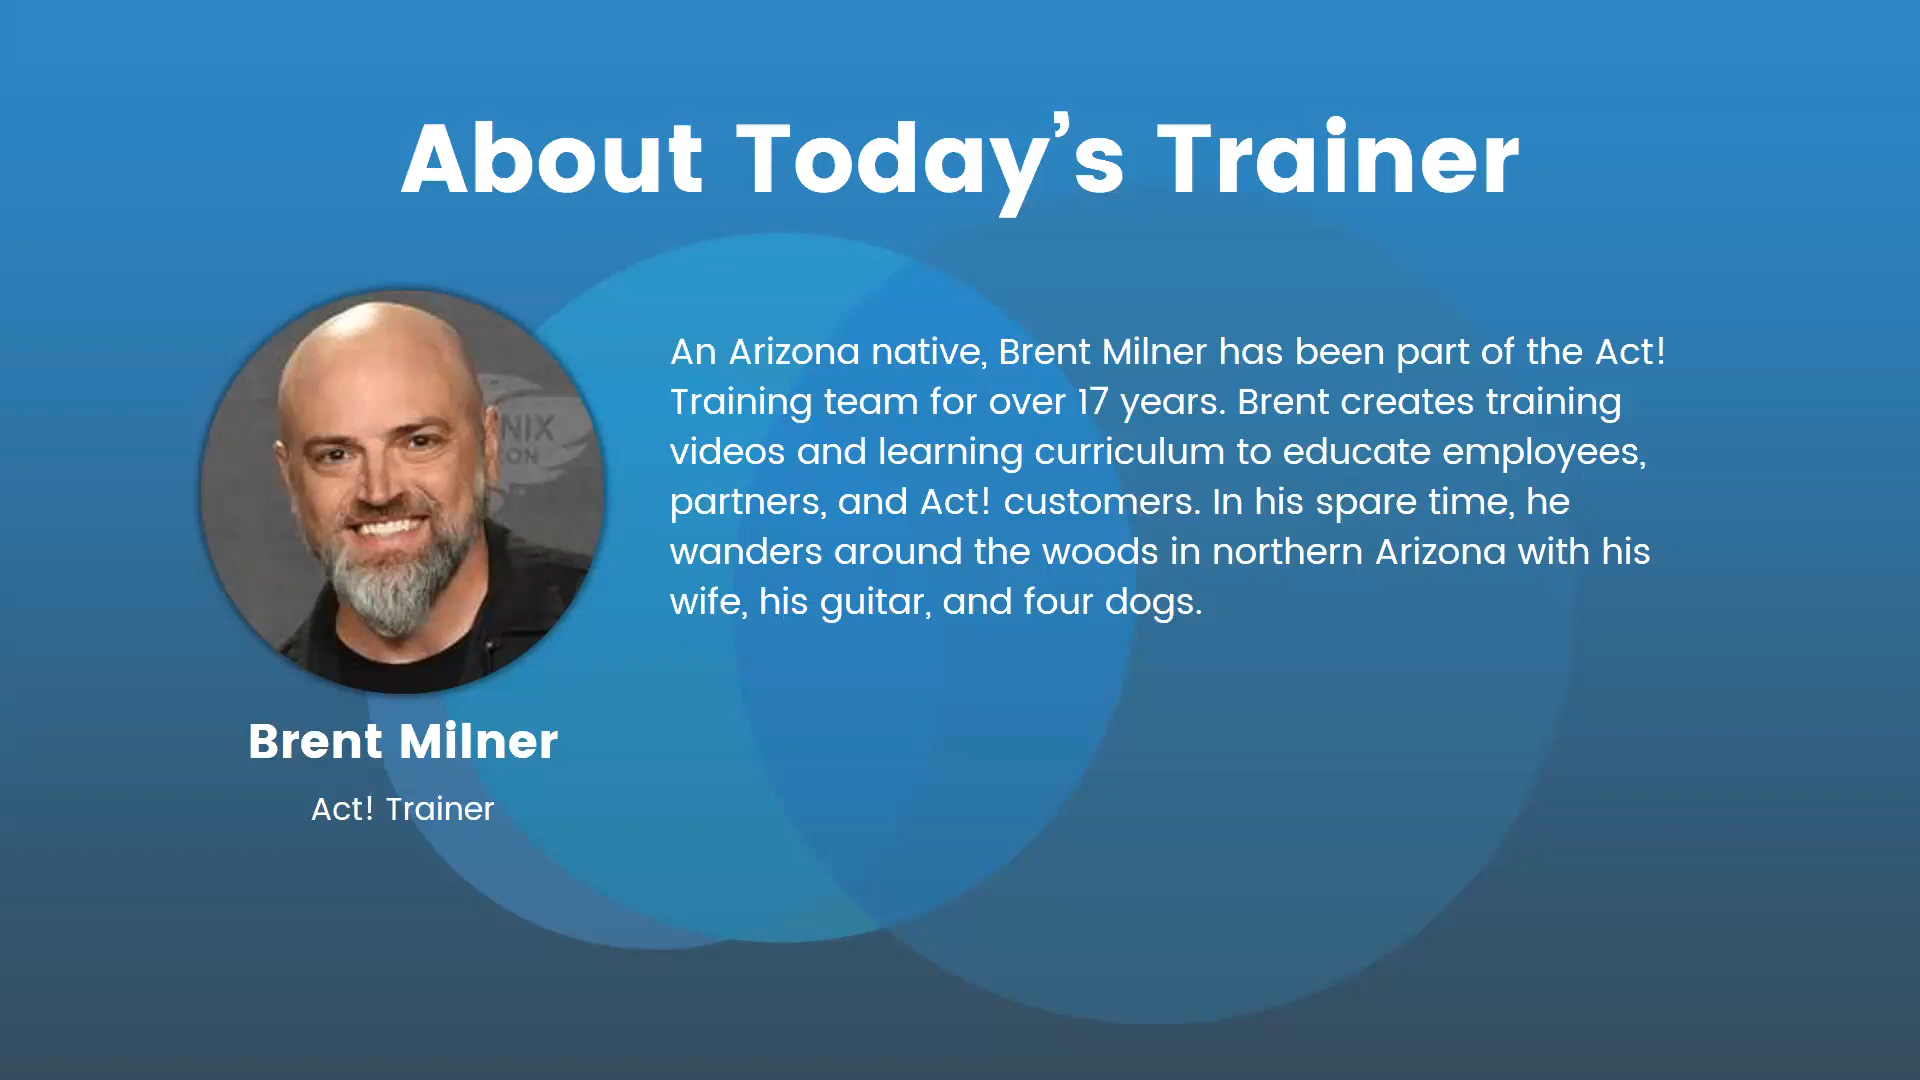 About Today’s Trainer
NIX
CON
An Arizona native, Brent Milner has been part of the Act!
Training team for over 17 years. Brent creates training
videos and learning curriculum to educate employees,
partners, and Act! customers. In his spare time, he
wanders around the woods in northern Arizona with his
wife, his guitar, and four dogs.
Brent Milner
Act! Trainer